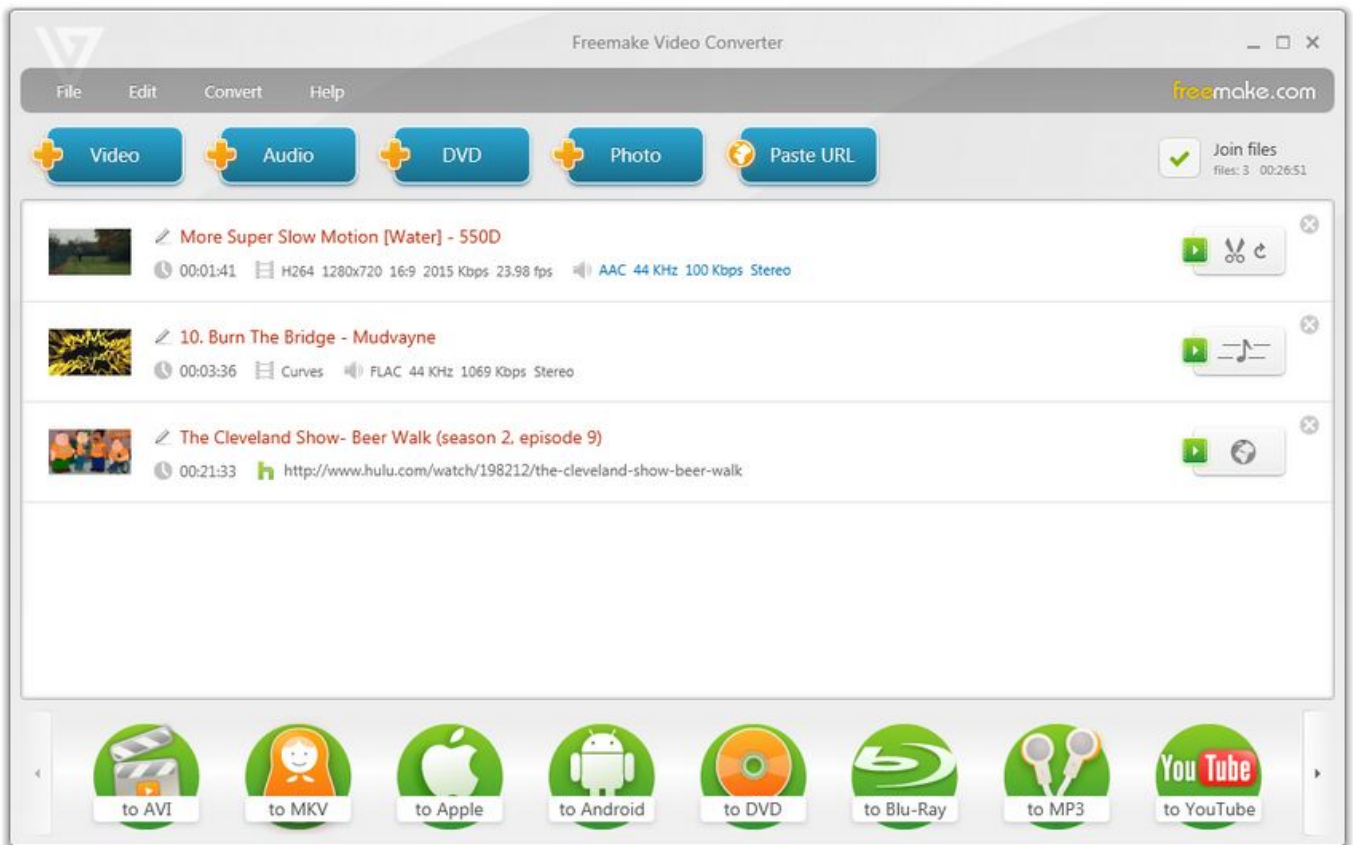 Freemake Video Converter
File Edit Convert Help freemake.com
Video Audio DVD Photo Paste URL Join files
files: 3 00:26:51
More Super Slow Motion [Water] - 550D
00:01:41 H264 1280x720 16:9 2015 Kbps 23.98 fps AAC 44 KHz 100 Kbps Stereo
10. Burn The Bridge - Mudvayne
00:03:36 Curves FLAC 44 KHz 1069 Kbps Stereo
The Cleveland Show- Beer Walk (season 2, episode 9)
00:21:33 h http://www.hulu.com/watch/198212/the-cleveland-show-beer-walk
You Tube
to AVI to MKV to Apple to Android to DVD to Blu-Ray to MP3 to YouTube